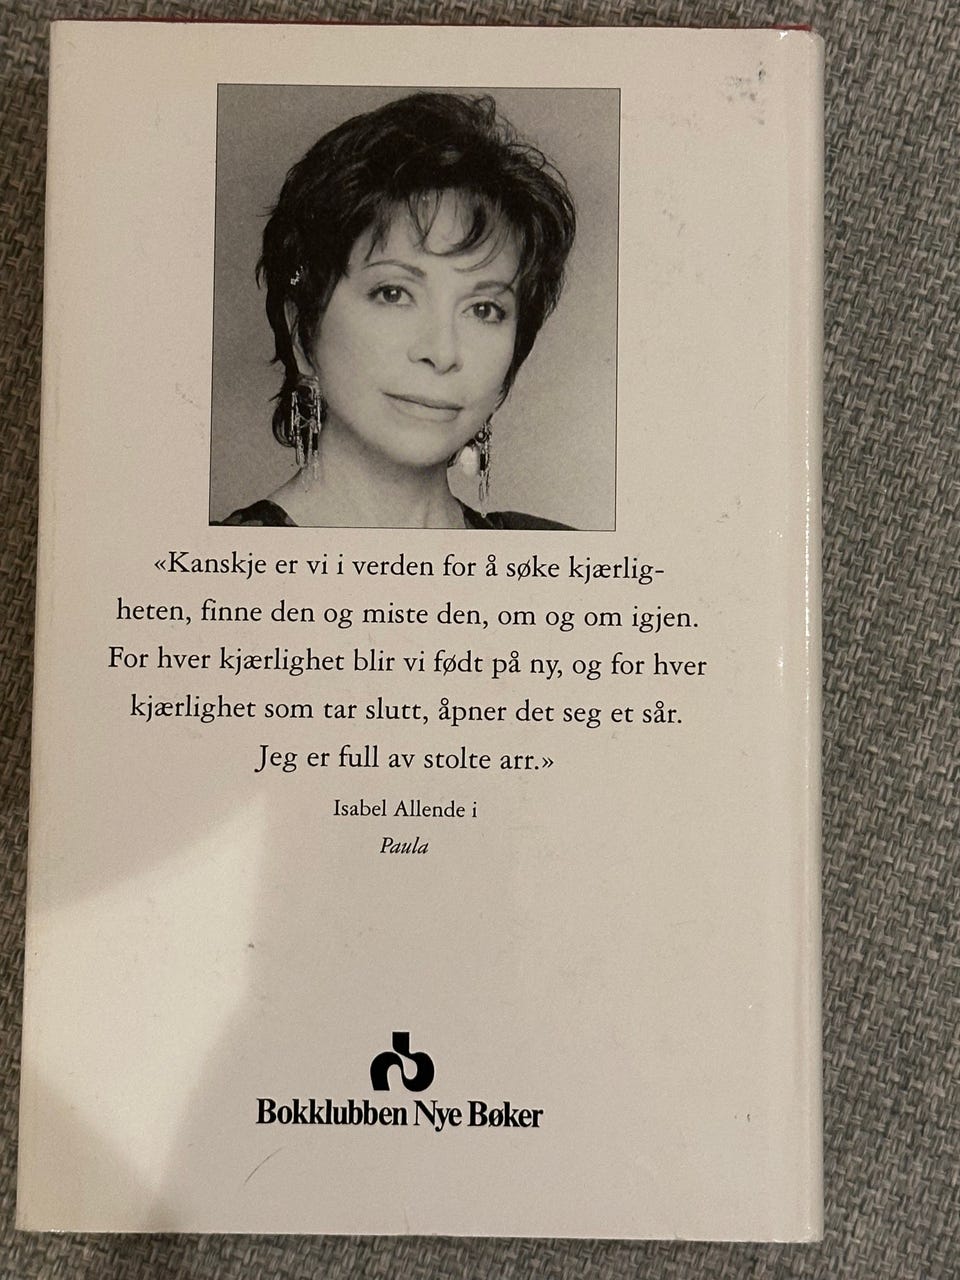 «Kanskje er vi i verden for å søke kjærlig-
heten, finne den og miste den, om og om igjen.
For hver kjærlighet blir vi født på ny, og for hver
kjærlighet som tar slutt, åpner det seg et sår.
Jeg er full av stolte arr.»
Isabel Allende i
Paula
Bokklubben Nye Bøker